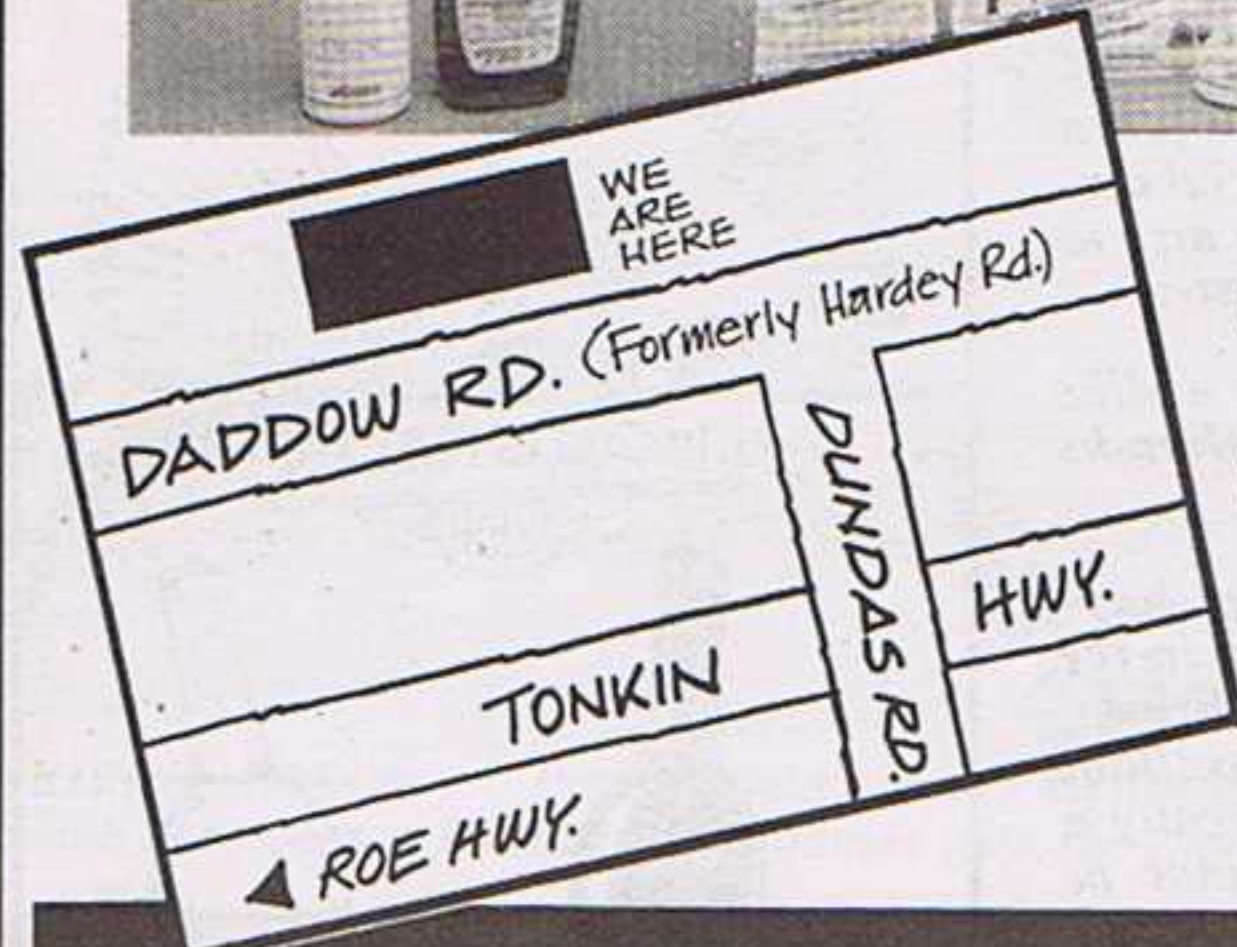 WE
ARE
HERE
DADDOW RD. (Formerly Hardey Rd.)
DUNDAS RD.
TONKIN HWY.
◄ ROE HWY.